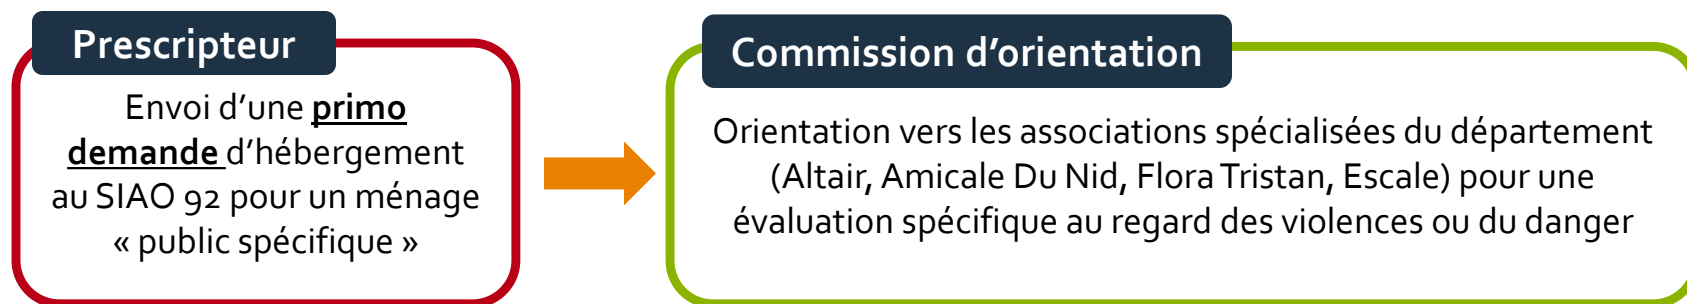 Prescripteur
Envoi d’une primo
demande d’hébergement
au SIAO 92 pour un ménage
« public spécifique »
Commission d’orientation
Orientation vers les associations spécialisées du département
(Altair, Amicale Du Nid, Flora Tristan, Escale) pour une
évaluation spécifique au regard des violences ou du danger